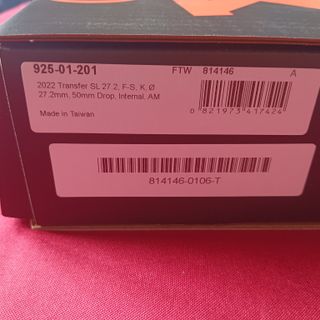 925-01-201 FTW 814146 A
2022 Transfer SL 27.2, F-S, K, Ø
27.2mm, 50mm Drop, Internal, AM
Made in Taiwan
6 821973 417424
814146-0106-T